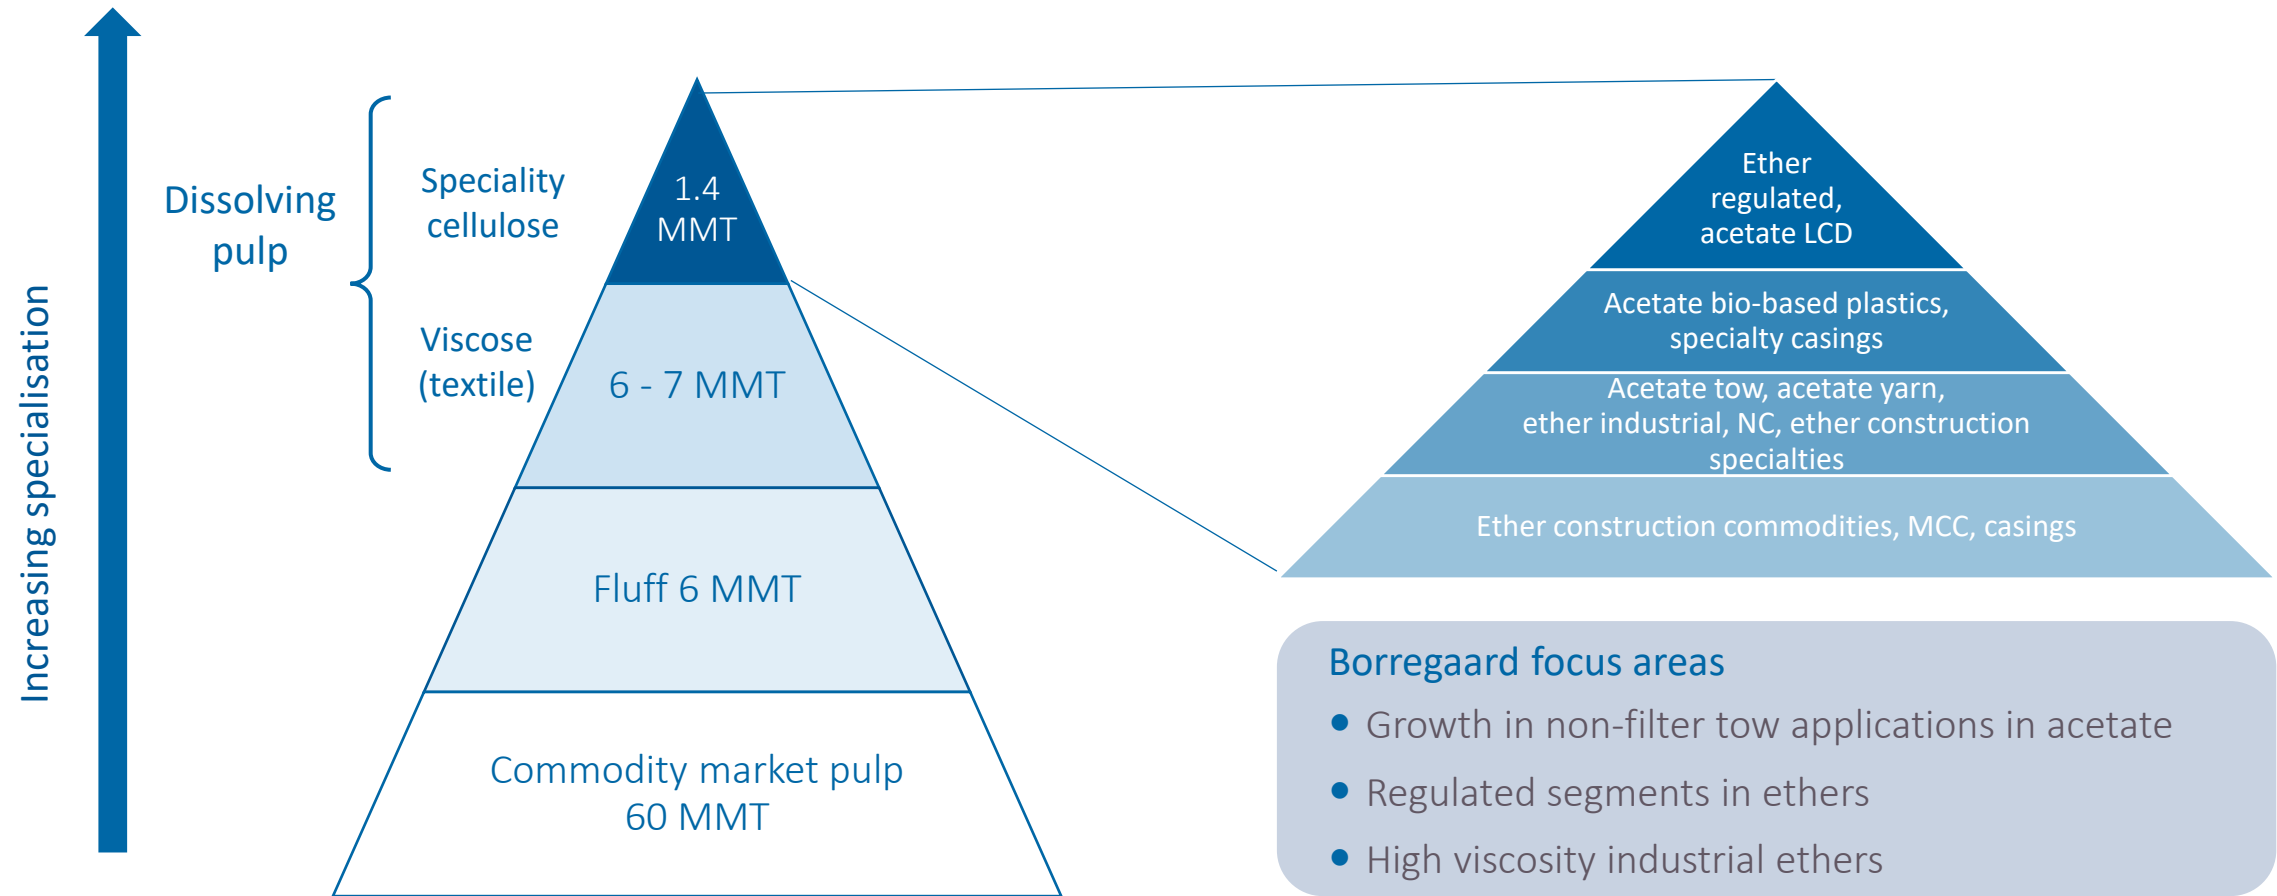 Increasing specialisation
Dissolving
pulp
Speciality
cellulose
Viscose
(textile)
1.4
MMT
6 - 7 MMT
Fluff 6 MMT
Commodity market pulp
60 MMT
Ether
regulated,
acetate LCD
Acetate bio-based plastics,
specialty casings
Acetate tow, acetate yarn,
ether industrial, NC, ether construction
specialties
Ether construction commodities, MCC, casings
Borregaard focus areas
• Growth in non-filter tow applications in acetate
• Regulated segments in ethers
• High viscosity industrial ethers